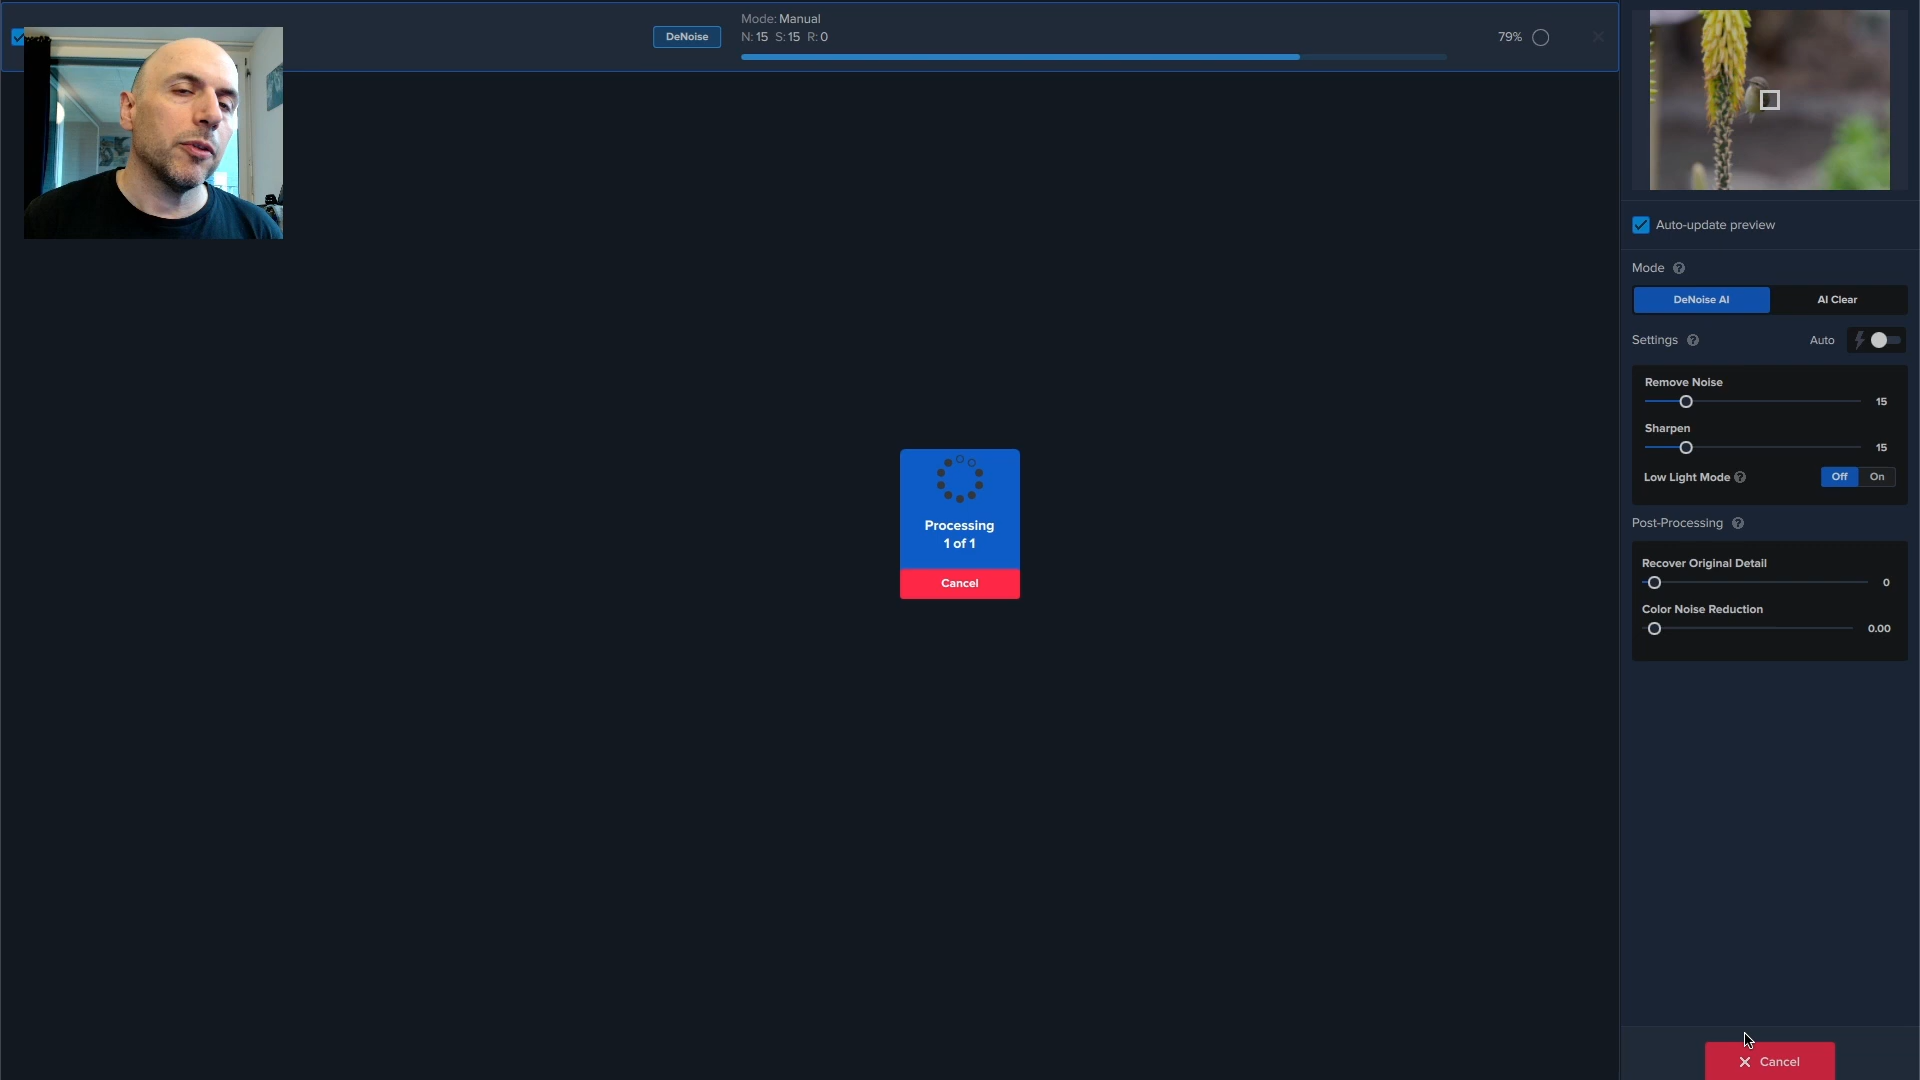 DeNoise
Mode: Manual
N: 15 S: 15 R: 0
79%
Auto-update preview
Mode
DeNoise AI
AI Clear
Settings
Auto
Remove Noise
15
Sharpen
15
Low Light Mode
Off
On
Post-Processing
Recover Original Detail
0
Color Noise Reduction
0.00
Processing
1 of 1
Cancel
Cancel